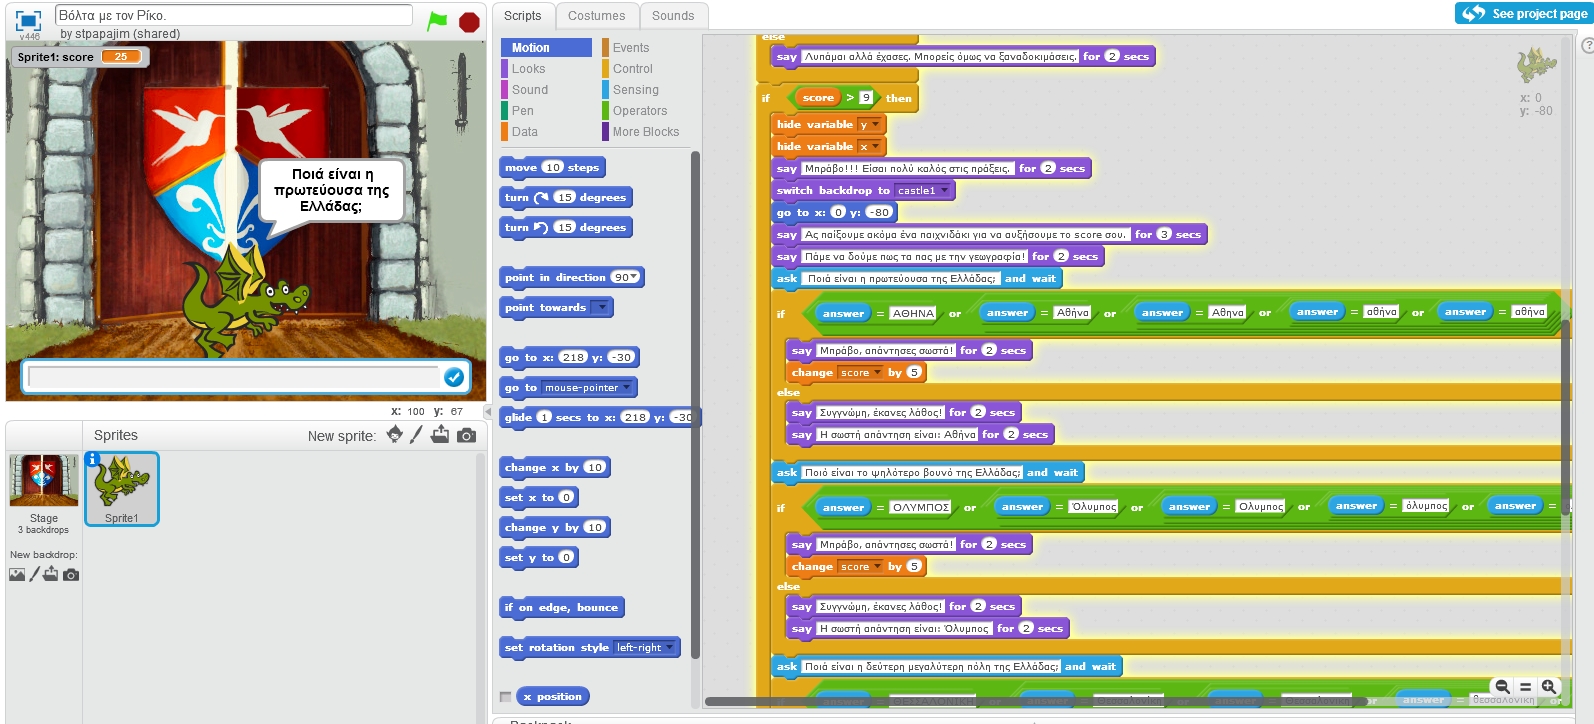 Βόλτα με τον Ρίκο.
v446
by stpapajim (shared)
Sprite1: score 25
Ποιά είναι η
πρωτεύουσα της
Ελλάδας;
x: 100 y: 67
Sprites
New sprite:
Stage
3 backdrops
New backdrop:
Sprite1
Scripts
Costumes
Sounds
See project page
Motion
Looks
Sound
Pen
Data
Events
Control
Sensing
Operators
More Blocks
move 10 steps
turn 15 degrees
turn 15 degrees
point in direction 90
point towards
go to x: 218 y: -30
go to mouse-pointer
glide 1 secs to x: 218 y: -30
change x by 10
set x to 0
change y by 10
set y to 0
if on edge, bounce
set rotation style left-right
x position
x: 0
y: -80
else
say Λυπάμαι αλλά έχασες. Μπορείς όμως να ξαναδοκιμάσεις. for 2 secs
if score > 9 then
hide variable y
hide variable x
say Μπράβο!!! Είσαι πολύ καλός στις πράξεις. for 2 secs
switch backdrop to castle1
go to x: 0 y: -80
say Ας παίξουμε ακόμα ένα παιχνιδάκι για να αυξήσουμε το score σου. for 3 secs
say Πάμε να δούμε πως τα πας με την γεωγραφία! for 2 secs
ask Ποιά είναι η πρωτεύουσα της Ελλάδας; and wait
if answer = ΑΘΗΝΑ or answer = Αθήνα or answer = Αθηνα or answer = αθήνα or answer = αθήνα
say Μπράβο, απάντησες σωστά! for 2 secs
change score by 5
else
say Συγγνώμη, έκανες λάθος! for 2 secs
say Η σωστή απάντηση είναι: Αθήνα for 2 secs
ask Ποιό είναι το ψηλότερο βουνό της Ελλάδας; and wait
if answer = ΟΛΥΜΠΟΣ or answer = Όλυμπος or answer = Ολυμπος or answer = όλυμπος or answer =
say Μπράβο, απάντησες σωστά! for 2 secs
change score by 5
else
say Συγγνώμη, έκανες λάθος! for 2 secs
say Η σωστή απάντηση είναι: Όλυμπος for 2 secs
ask Ποιά είναι η δεύτερη μεγαλύτερη πόλη της Ελλάδας; and wait
if answer = ΘΕΣΣΑΛΟΝΙΚΗ or answer = or answer = or answer =